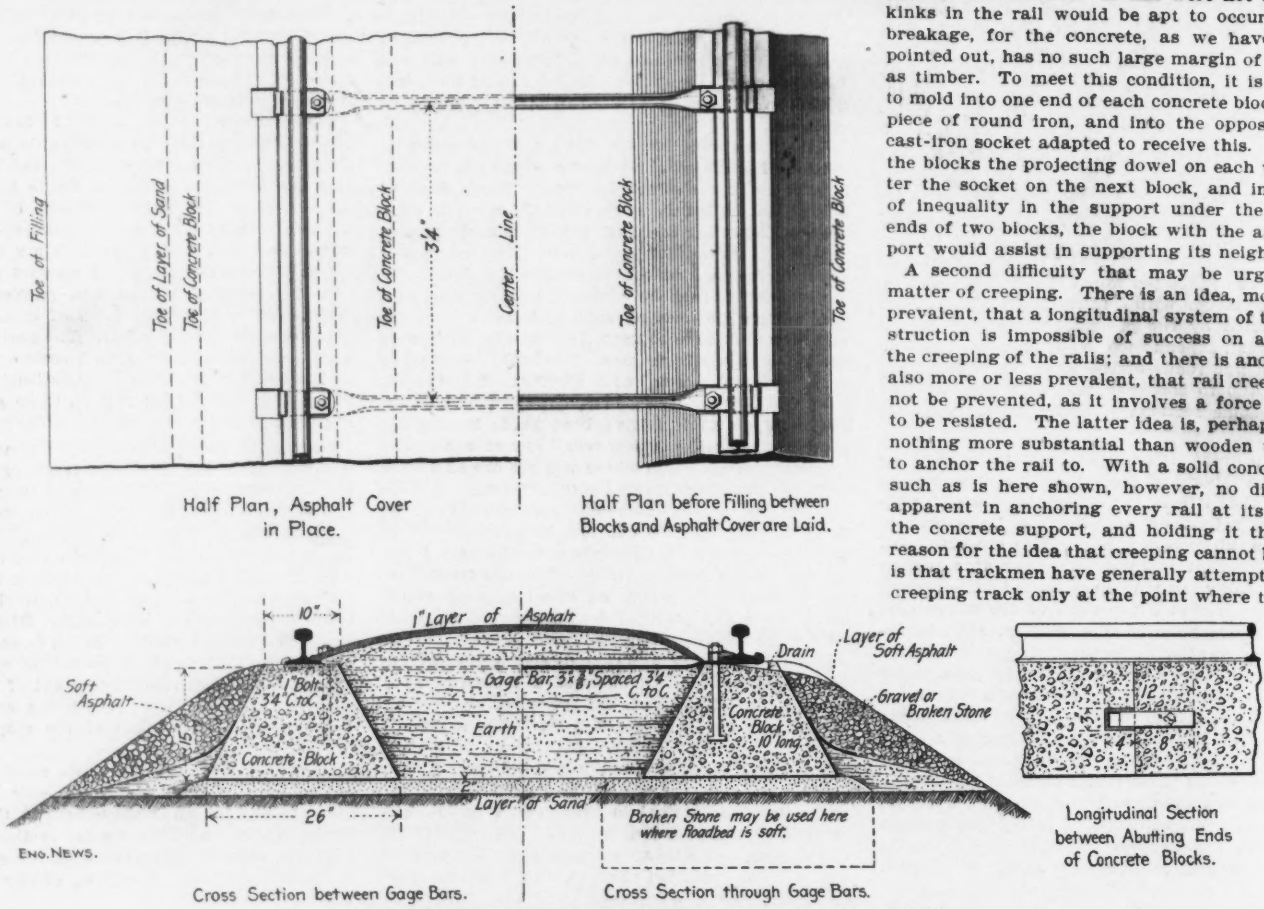 Toe of Filling
Toe of Layer of Sand
Toe of Concrete Block
Toe of Concrete Block
34"
Center Line
Toe of Concrete Block
Toe of Concrete Block
Half Plan, Asphalt Cover
in Place.
Half Plan before Filling between
Blocks and Asphalt Cover are Laid.
kinks in the rail would be apt to occur
breakage, for the concrete, as we have
pointed out, has no such large margin of
as timber. To meet this condition, it is
to mold into one end of each concrete bloc
piece of round iron, and into the oppos
cast-iron socket adapted to receive this.
the blocks the projecting dowel on each
ter the socket on the next block, and in
of inequality in the support under the
ends of two blocks, the block with the a
port would assist in supporting its neigh
A second difficulty that may be urg
matter of creeping. There is an idea, mo
prevalent, that a longitudinal system of t
struction is impossible of success on a
the creeping of the rails; and there is ano
also more or less prevalent, that rail cree
not be prevented, as it involves a force
to be resisted. The latter idea is, perhap
nothing more substantial than wooden
to anchor the rail to. With a solid conc
such as is here shown, however, no di
apparent in anchoring every rail at its
the concrete support, and holding it th
reason for the idea that creeping cannot
is that trackmen have generally attempt
creeping track only at the point where t
10"
1" Layer of Asphalt
Soft
Asphalt
1 Bolt
34" C. to C.
15"
Concrete Block
Earth
Gage Bar, 3 x Spaced 34"
C. to C.
Drain
Layer of
Soft Asphalt
Gravel or
Broken Stone
Concrete
Block
10' long.
2"
26"
Layer of Sand
Broken Stone may be used here
where Roadbed is soft.
12"
3"
4"
8"
Longitudinal Section
between Abutting Ends
of Concrete Blocks.
ENG. NEWS.
Cross Section between Gage Bars.
Cross Section through Gage Bars.